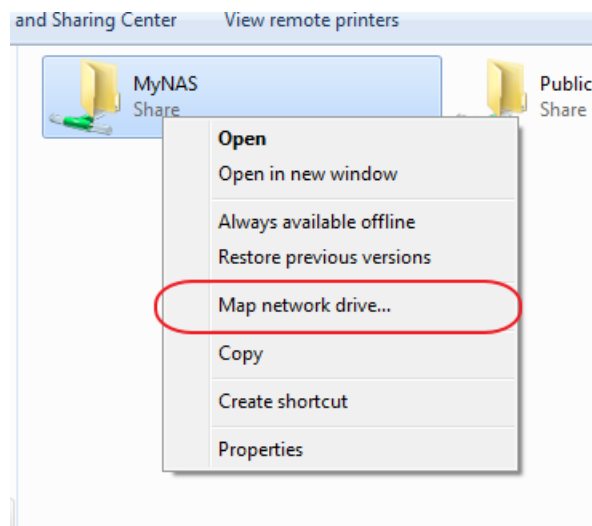 and Sharing Center View remote printers
MyNAS
Share
Public
Share
Open
Open in new window
Always available offline
Restore previous versions
Map network drive...
Copy
Create shortcut
Properties